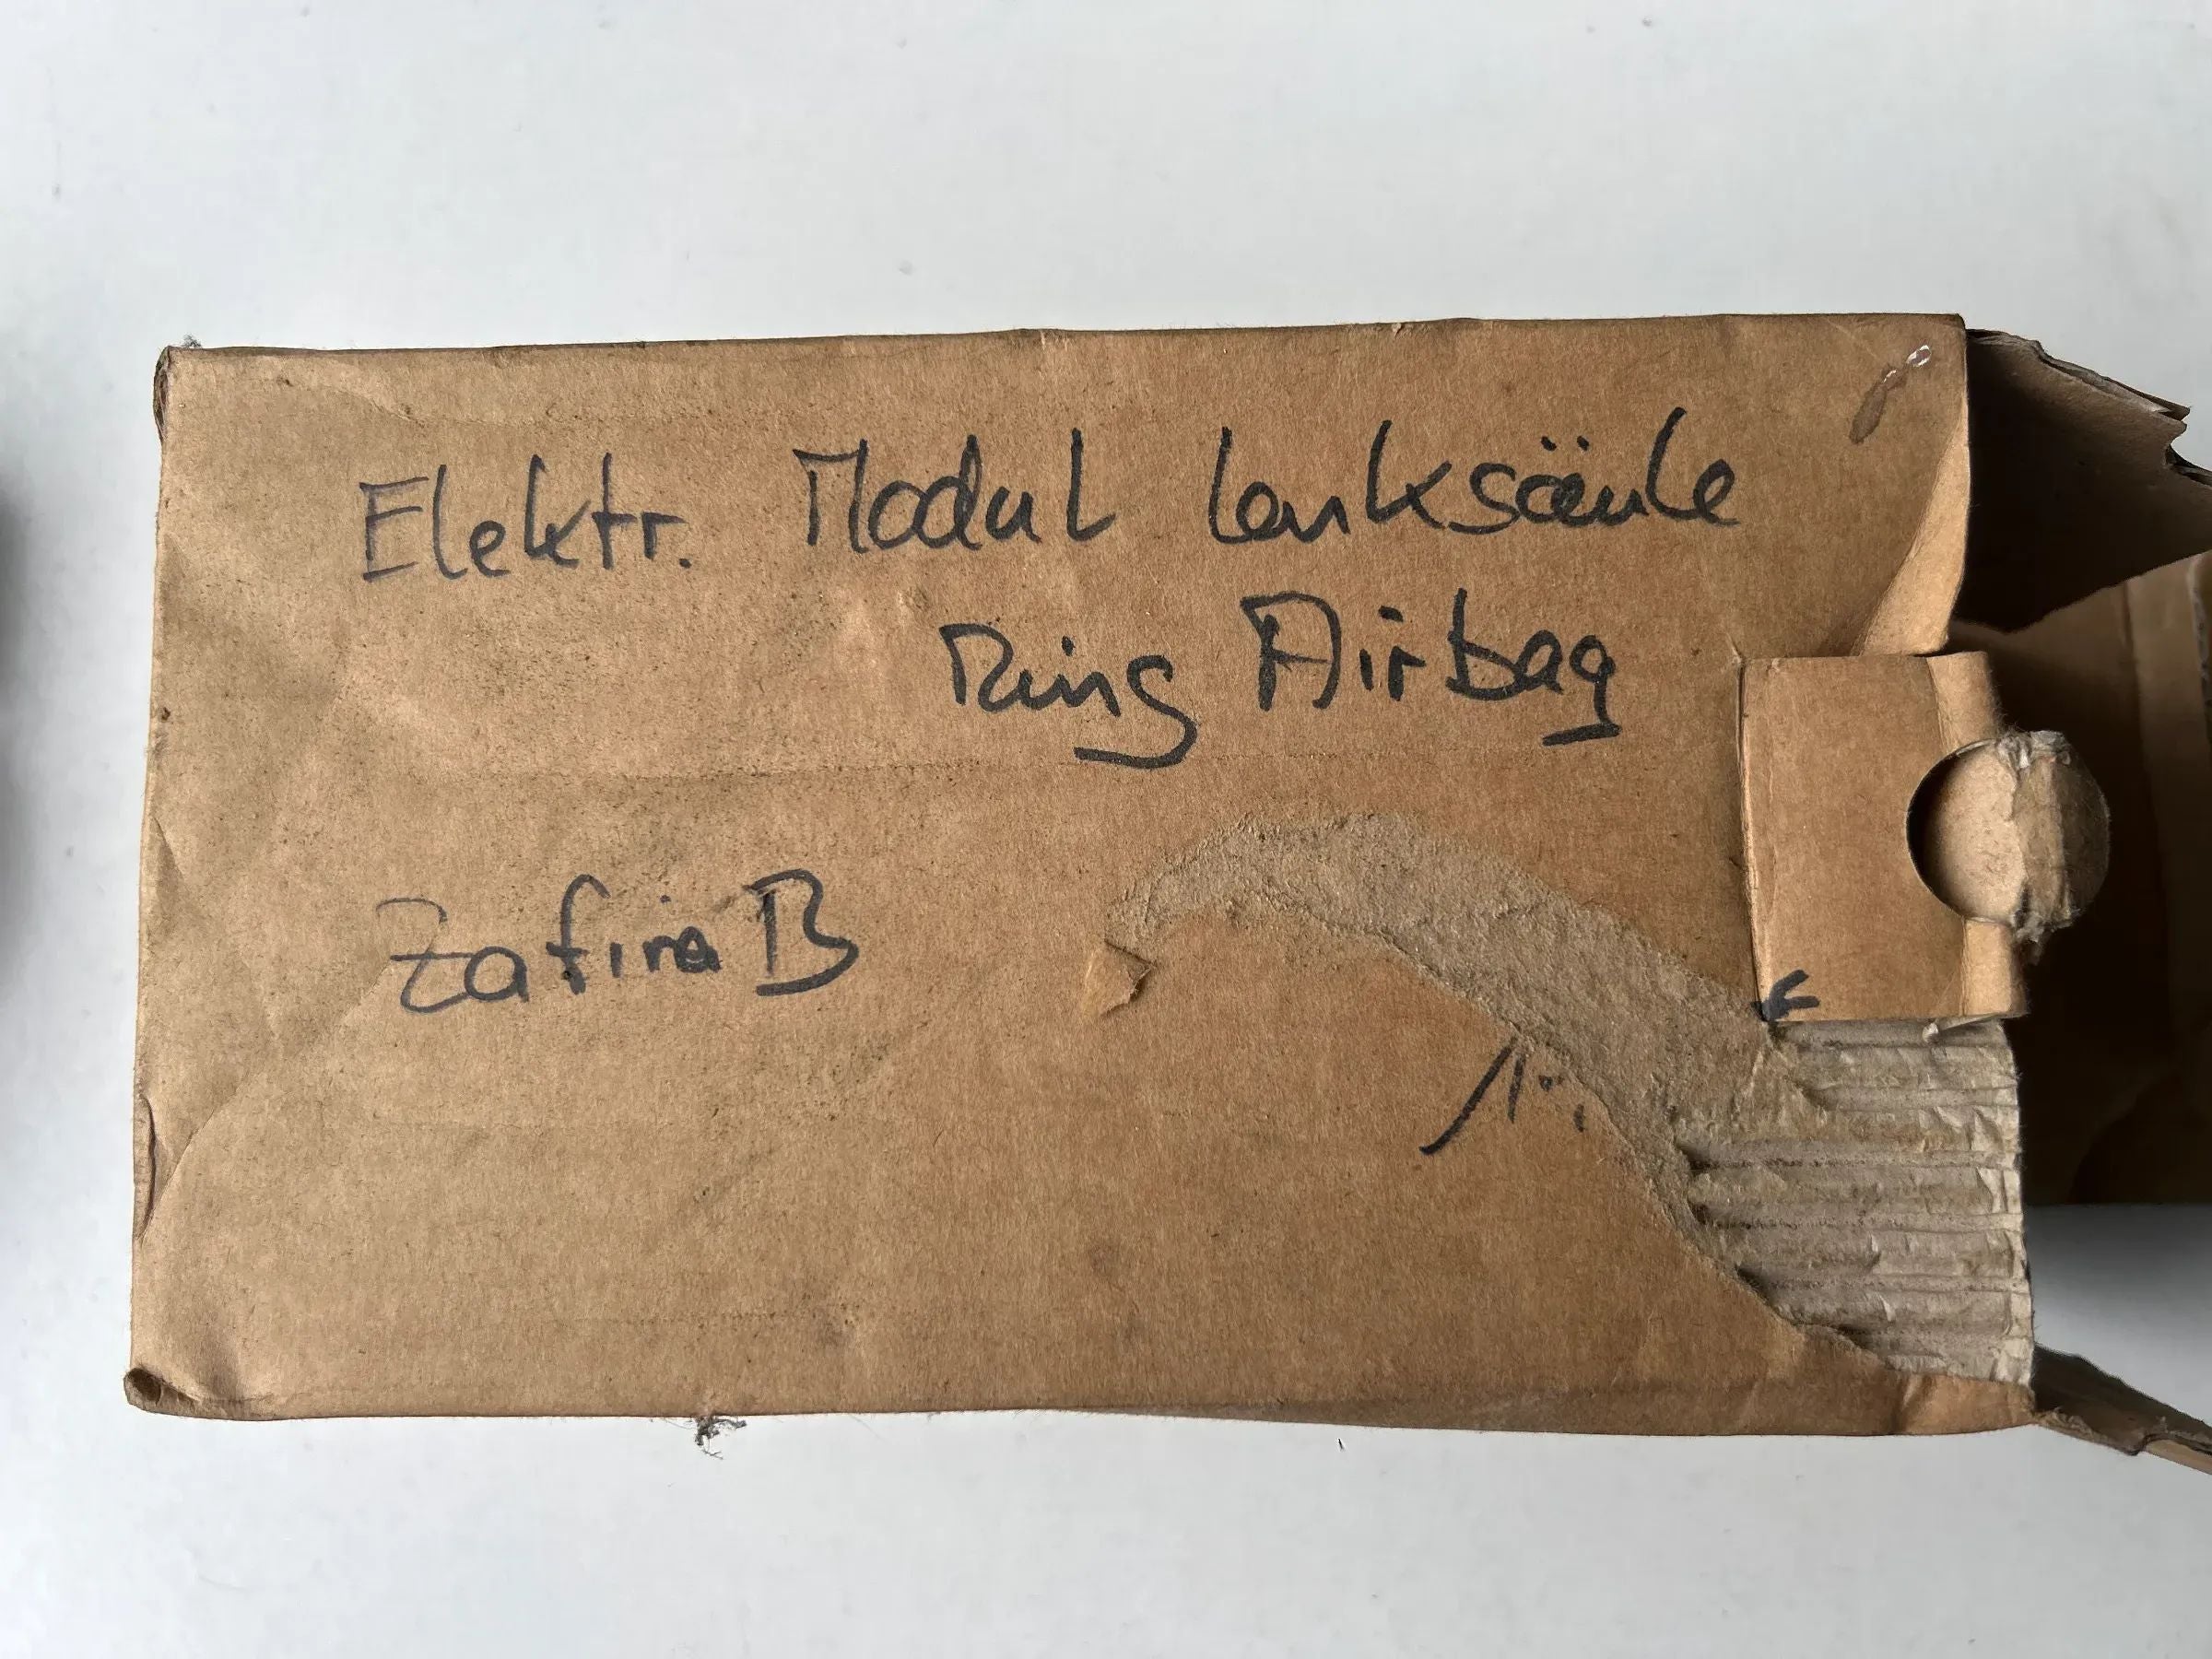 Elektr. Modul Lenksäule
Ring Airbag
Zafira B